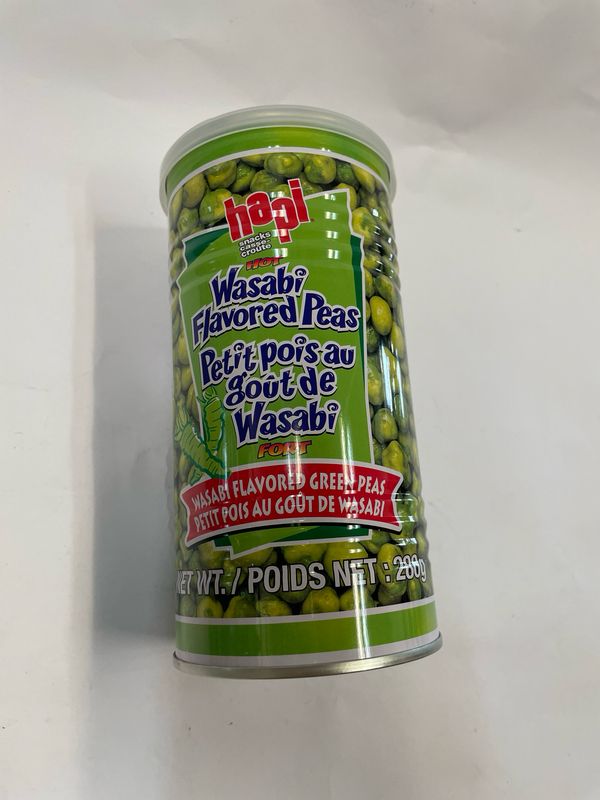 hapi
snacks
casse-
croûte
HOT
Wasabi
Flavored Peas
Petit pois au
goût de
Wasabi
FORT
WASABI FLAVORED GREEN PEAS
PETIT POIS AU GOÛT DE WASABI
NET WT. / POIDS NET : 280g